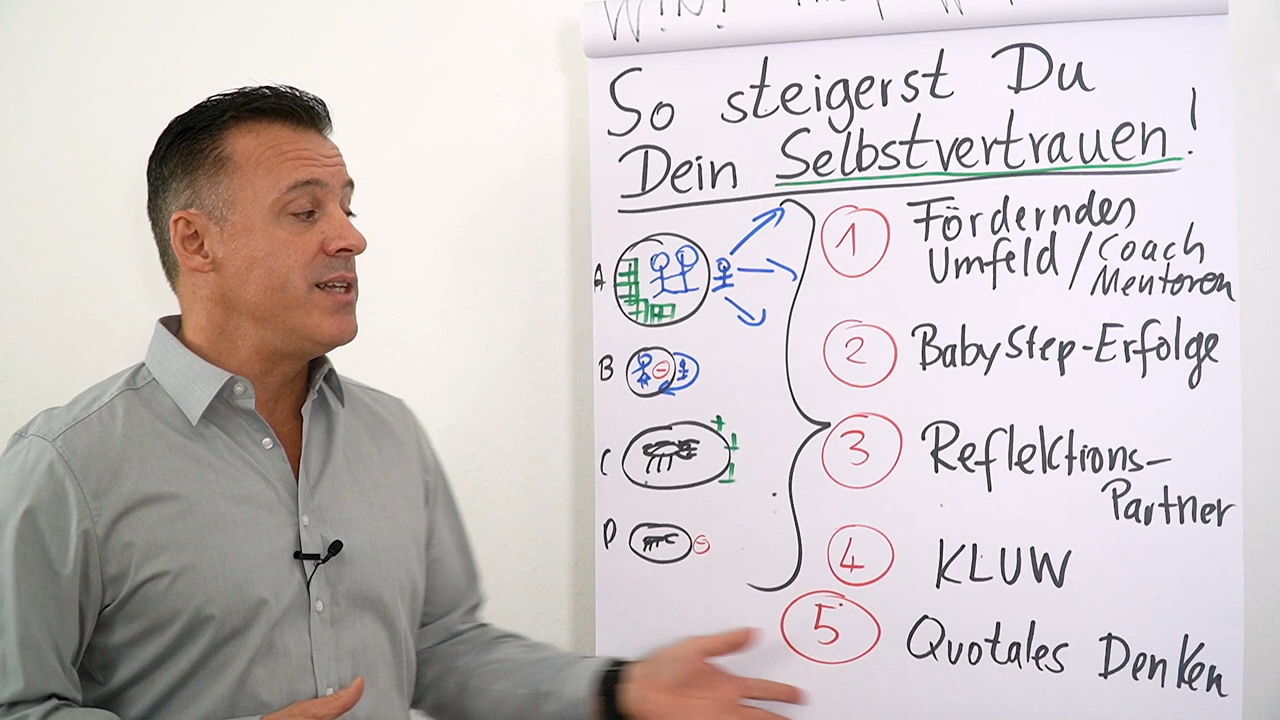 So steigerst Du
Dein Selbstvertrauen!
A
B
C
D
1 Förderndes
Umfeld / Coach
Mentoren
2 BabyStep-Erfolge
3 Reflektions-
Partner
4 KLUW
5 Quotales Denken